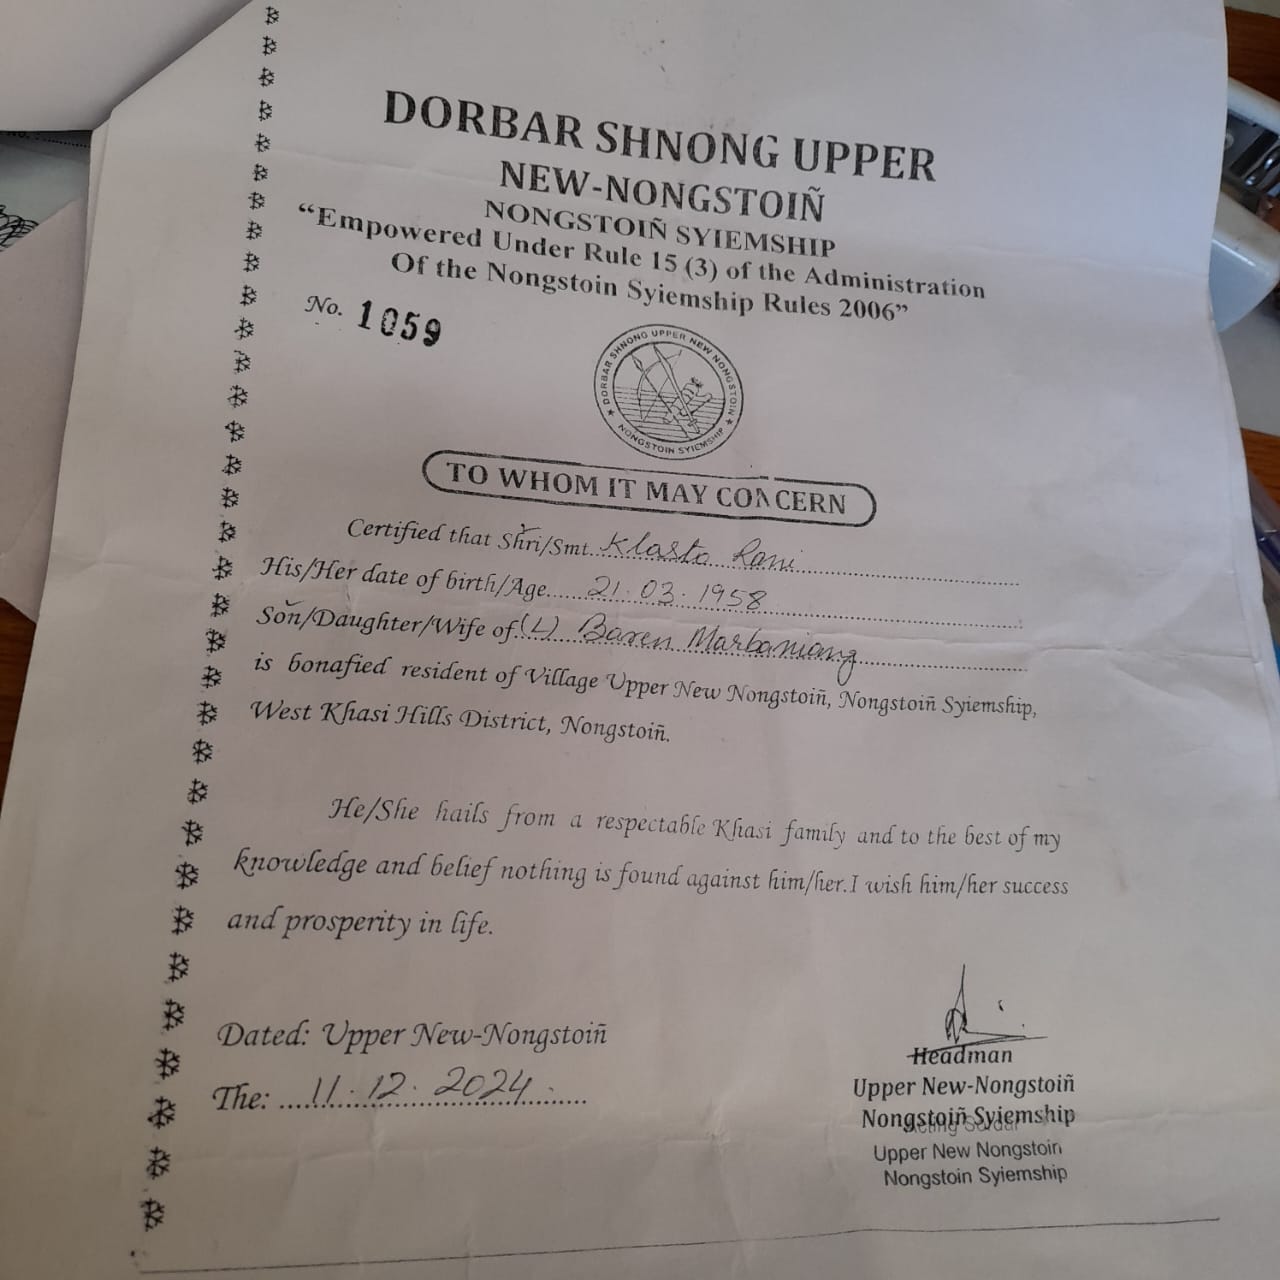 DORBAR SHNONG UPPER
NEW-NONGSTOIÑ
NONGSTOIÑ SYIEMSHIP
“Empowered Under Rule 15 (3) of the Administration
Of the Nongstoin Syiemship Rules 2006”
No. 1059
DORBAR SHNONG UPPER NEW NONGSTOIN
NONGSTOIN SYIEMSHIP
TO WHOM IT MAY CONCERN
Certified that Shri/Smt. Klasto Rani
His/Her date of birth/Age 21.03.1958
Son/Daughter/Wife of (L) Baren Marbaniang
is bonafied resident of Village Upper New Nongstoiñ, Nongstoiñ Syiemship,
West Khasi Hills District, Nongstoiñ.
He/She hails from a respectable Khasi family and to the best of my
knowledge and belief nothing is found against him/her. I wish him/her success
and prosperity in life.
Dated: Upper New-Nongstoiñ
The: 11.12.2024
Headman
Upper New-Nongstoiñ
Nongstoiñ Syiemship
Acting Sordar
Upper New Nongstoin
Nongstoin Syiemship